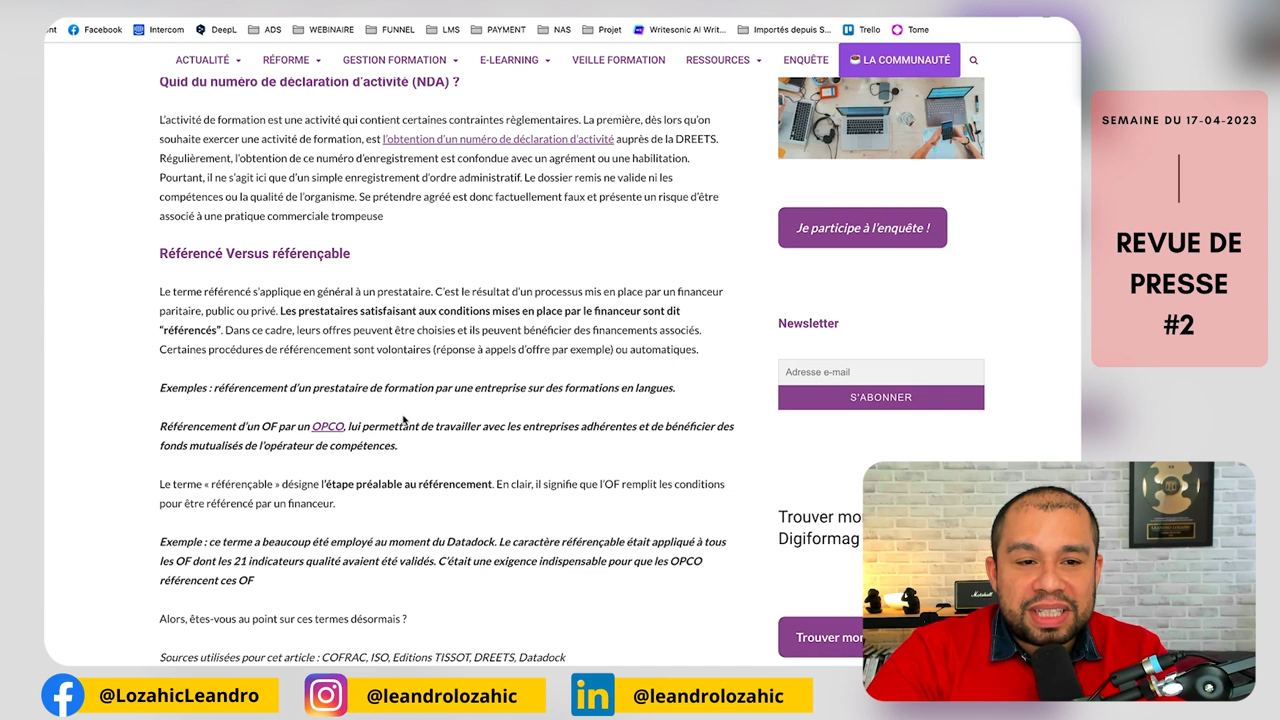 Facebook Intercom DeepL ADS WEBINAIRE FUNNEL LMS PAYMENT NAS Projet Writesonic AI Writ... Importés depuis S... Trello Tome
ACTUALITÉ RÉFORME GESTION FORMATION E-LEARNING VEILLE FORMATION RESSOURCES ENQUÊTE LA COMMUNAUTÉ
Quid du numéro de déclaration d'activité (NDA) ?
L'activité de formation est une activité qui contient certaines contraintes règlementaires. La première, dès lors qu'on
souhaite exercer une activité de formation, est l'obtention d'un numéro de déclaration d'activité auprès de la DREETS.
Régulièrement, l'obtention de ce numéro d'enregistrement est confondue avec un agrément ou une habilitation.
Pourtant, il ne s'agit ici que d'un simple enregistrement d'ordre administratif. Le dossier remis ne valide ni les
compétences ou la qualité de l'organisme. Se prétendre agréé est donc factuellement faux et présente un risque d'être
associé à une pratique commerciale trompeuse
Référencé Versus référençable
Le terme référencé s'applique en général à un prestataire. C'est le résultat d'un processus mis en place par un financeur
paritaire, public ou privé. Les prestataires satisfaisant aux conditions mises en place par le financeur sont dit
"référencés". Dans ce cadre, leurs offres peuvent être choisies et ils peuvent bénéficier des financements associés.
Certaines procédures de référencement sont volontaires (réponse à appels d'offre par exemple) ou automatiques.
Exemples : référencement d'un prestataire de formation par une entreprise sur des formations en langues.
Référencement d'un OF par un OPCO, lui permettant de travailler avec les entreprises adhérentes et de bénéficier des
fonds mutualisés de l'opérateur de compétences.
Le terme « référençable » désigne l'étape préalable au référencement. En clair, il signifie que l'OF remplit les conditions
pour être référencé par un financeur.
Exemple : ce terme a beaucoup été employé au moment du Datadock. Le caractère référençable était appliqué à tous
les OF dont les 21 indicateurs qualité avaient été validés. C'était une exigence indispensable pour que les OPCO
référencent ces OF
Alors, êtes-vous au point sur ces termes désormais ?
Sources utilisées pour cet article : COFRAC, ISO, Editions TISSOT, DREETS, Datadock
Je participe à l'enquête !
Newsletter
Adresse e-mail
S'ABONNER
Trouver mo
Digiformag
Trouver mor
SEMAINE DU 17-04-2023
REVUE DE
PRESSE
#2
Marshall
@LozahicLeandro
@leandrolozahic
@leandrolozahic